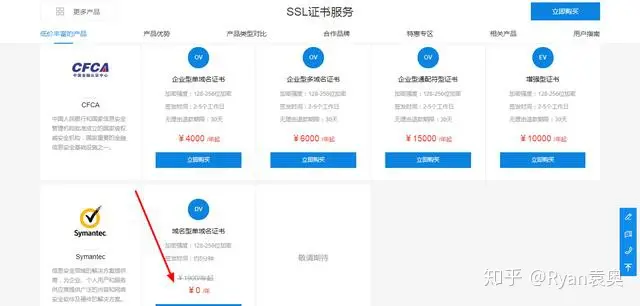 更多产品
SSL证书服务
立即购买
低价丰富的产品
产品优势
产品类型对比
合作品牌
特惠专区
相关产品
用户指南
CFCA
中国金融认证中心
CFCA
中国人民银行和国家信息安全
管理机构批准成立的国家级权
威安全机构,国家重要的金融
信息安全基础设施之一。
OV
企业型单域名证书
加密强度:128-256位加密
签发时间:2-5个工作日
无理由退款期限:30天
¥ 4000 /年起
立即购买
OV
企业型多域名证书
加密强度:128-256位加密
签发时间:2-5个工作日
无理由退款期限:30天
¥ 6000 /年起
立即购买
OV
企业型通配符型证书
加密强度:128-256位加密
签发时间:2-5个工作日
无理由退款期限:30天
¥ 15000 /年起
立即购买
EV
增强型证书
加密强度:128-256位加密
签发时间:2-5个工作日
无理由退款期限:30天
¥ 10000 /年起
立即购买
Symantec
Symantec
信息安全领域的解决方案提供
商,为企业、个人用户和服务
供应商提供广泛的内容和网络
安全软件及硬件的解决方案。
DV
域名型单域名证书
加密强度:128-256位加密
签发时间:约5分钟
¥ 1900/年起
¥ 0 /年
敬请期待
知乎 @Ryan袁奥